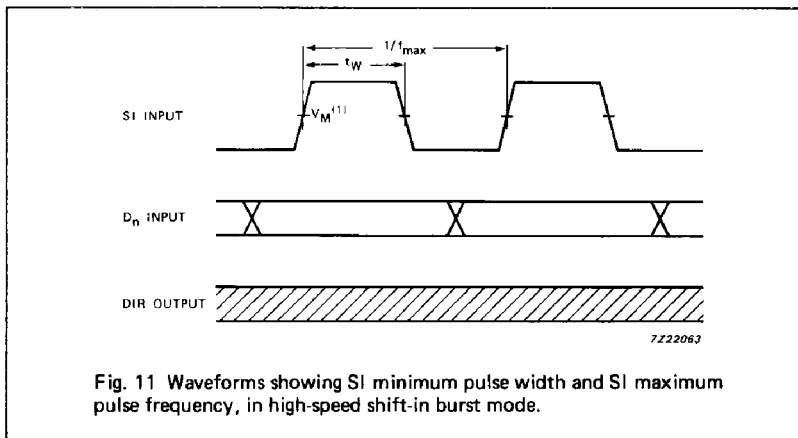 1/fmax
tW
SI INPUT
VM(1)
Dn INPUT
DIR OUTPUT
7Z22063
Fig. 11 Waveforms showing SI minimum pulse width and SI maximum
pulse frequency, in high-speed shift-in burst mode.